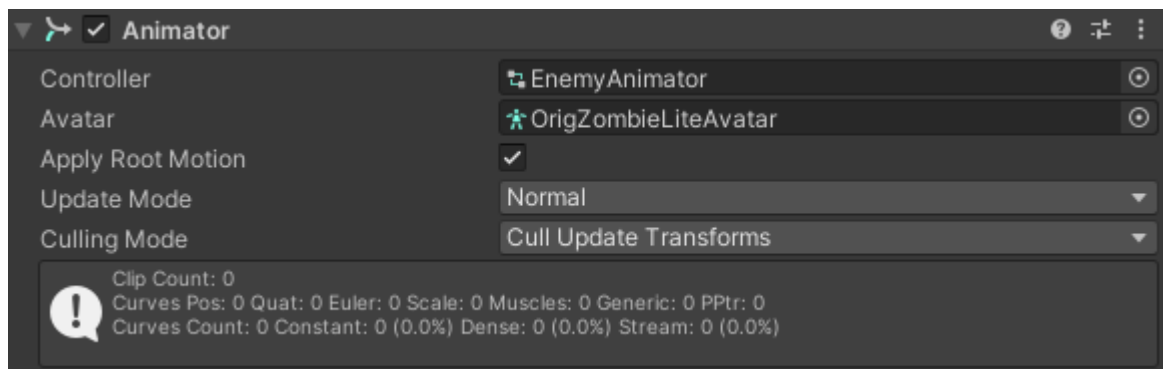 Animator
Controller EnemyAnimator
Avatar OrigZombieLiteAvatar
Apply Root Motion
Update Mode Normal
Culling Mode Cull Update Transforms
Clip Count: 0
Curves Pos: 0 Quat: 0 Euler: 0 Scale: 0 Muscles: 0 Generic: 0 PPtr: 0
Curves Count: 0 Constant: 0 (0.0%) Dense: 0 (0.0%) Stream: 0 (0.0%)